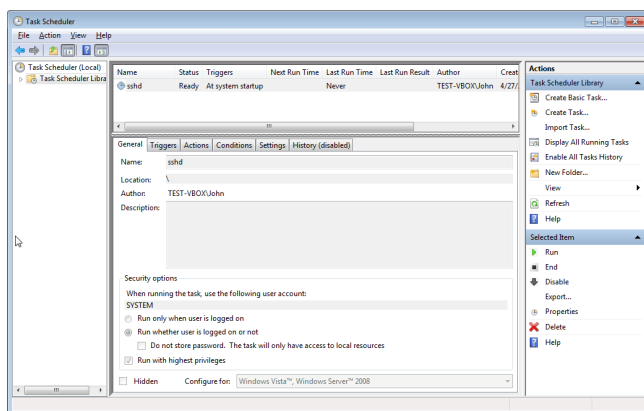 Task Scheduler
File Action View Help
Task Scheduler (Local)
Task Scheduler Libra
Name Status Triggers Next Run Time Last Run Time Last Run Result Author Creat
sshd Ready At system startup Never TEST-VBOX\John 4/27/
General Triggers Actions Conditions Settings History (disabled)
Name: sshd
Location: \
Author: TEST-VBOX\John
Description:
Security options
When running the task, use the following user account:
SYSTEM
Run only when user is logged on
Run whether user is logged on or not
Do not store password. The task will only have access to local resources
Run with highest privileges
Hidden Configure for: Windows Vista™, Windows Server™ 2008
Actions
Task Scheduler Library
Create Basic Task...
Create Task...
Import Task...
Display All Running Tasks
Enable All Tasks History
New Folder...
View
Refresh
Help
Selected Item
Run
End
Disable
Export...
Properties
Delete
Help